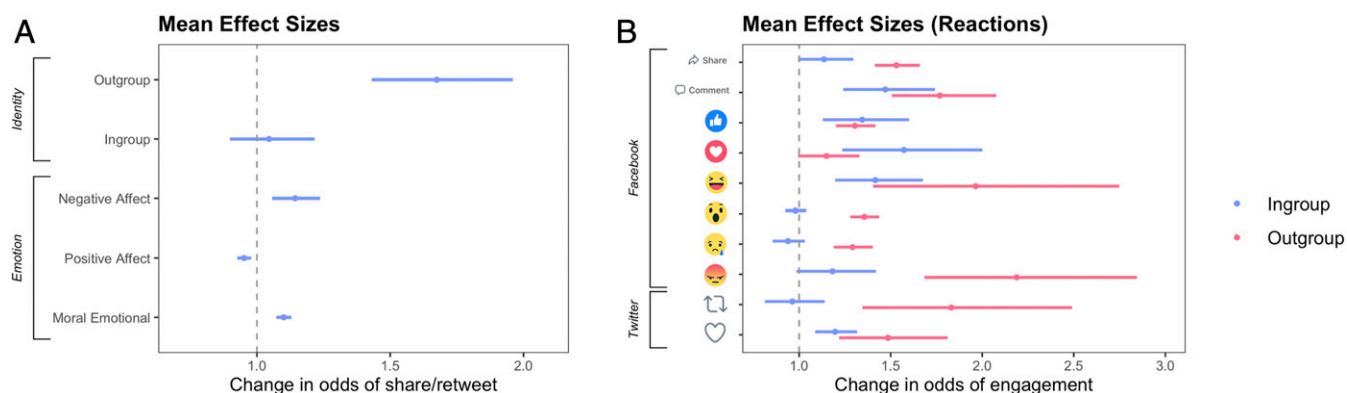 A
Mean Effect Sizes
Identity
Outgroup
Ingroup
Emotion
Negative Affect
Positive Affect
Moral Emotional
1.0 1.5 2.0
Change in odds of share/retweet
B
Mean Effect Sizes (Reactions)
Facebook
Share
Comment
Twitter
1.0 1.5 2.0 2.5 3.0
Change in odds of engagement
Ingroup
Outgroup